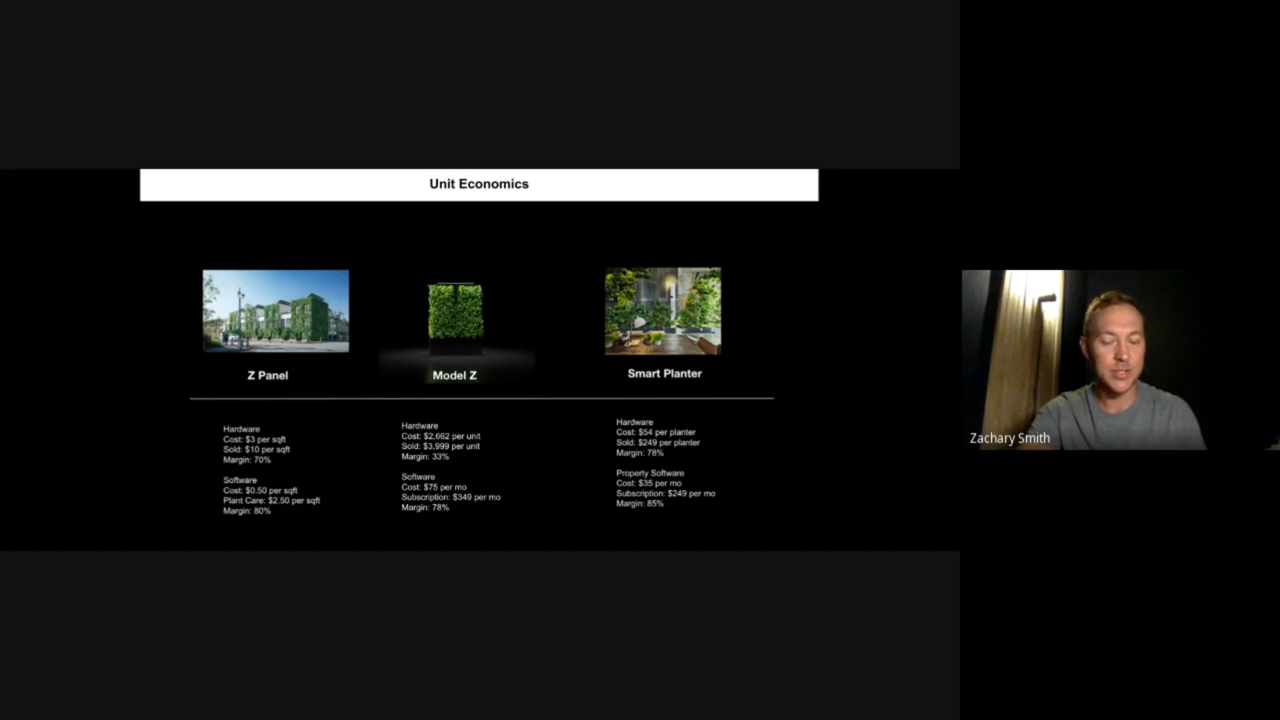 Unit Economics
Z Panel
Hardware
Cost: $3 per sqft
Sold: $10 per sqft
Margin: 70%
Software
Cost: $0.50 per sqft
Plant Care: $2.50 per sqft
Margin: 80%
Model Z
Hardware
Cost: $2,662 per unit
Sold: $3,999 per unit
Margin: 33%
Software
Cost: $75 per mo
Subscription: $349 per mo
Margin: 78%
Smart Planter
Hardware
Cost: $54 per planter
Sold: $249 per planter
Margin: 78%
Property Software
Cost: $35 per mo
Subscription: $249 per mo
Margin: 85%
Zachary Smith